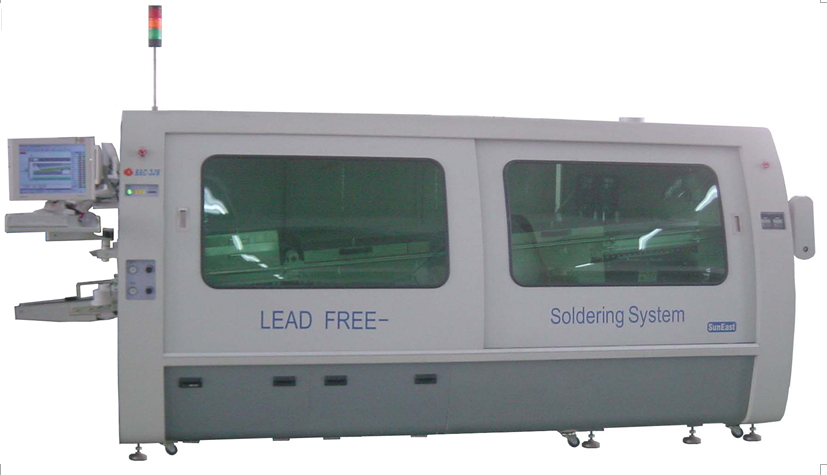 LEAD FREE-
Soldering System
SunEast